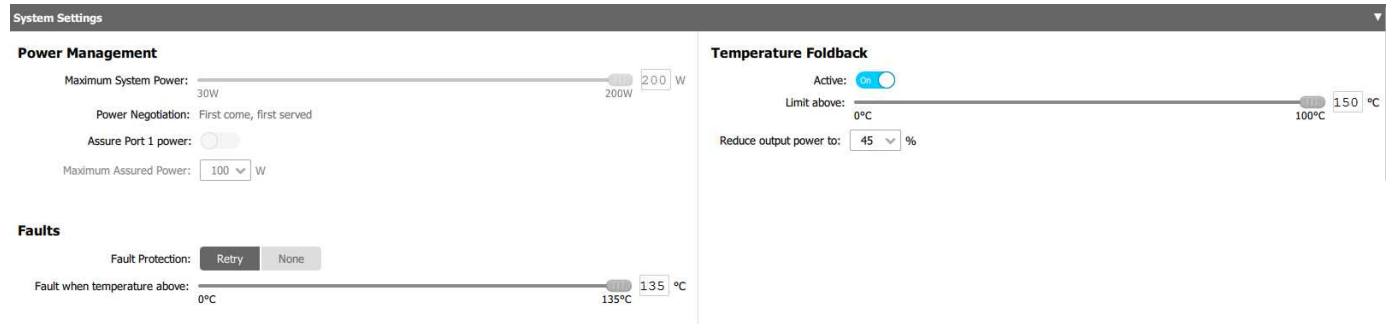 System Settings ▼
Power Management
Maximum System Power: 200 W
30W 200W
Power Negotiation: First come, first served
Assure Port 1 power:
Maximum Assured Power: 100 W
Faults
Fault Protection: Retry None
Fault when temperature above: 135 °C
0°C 135°C
Temperature Foldback
Active: On
Limit above: 150 °C
0°C 100°C
Reduce output power to: 45 %